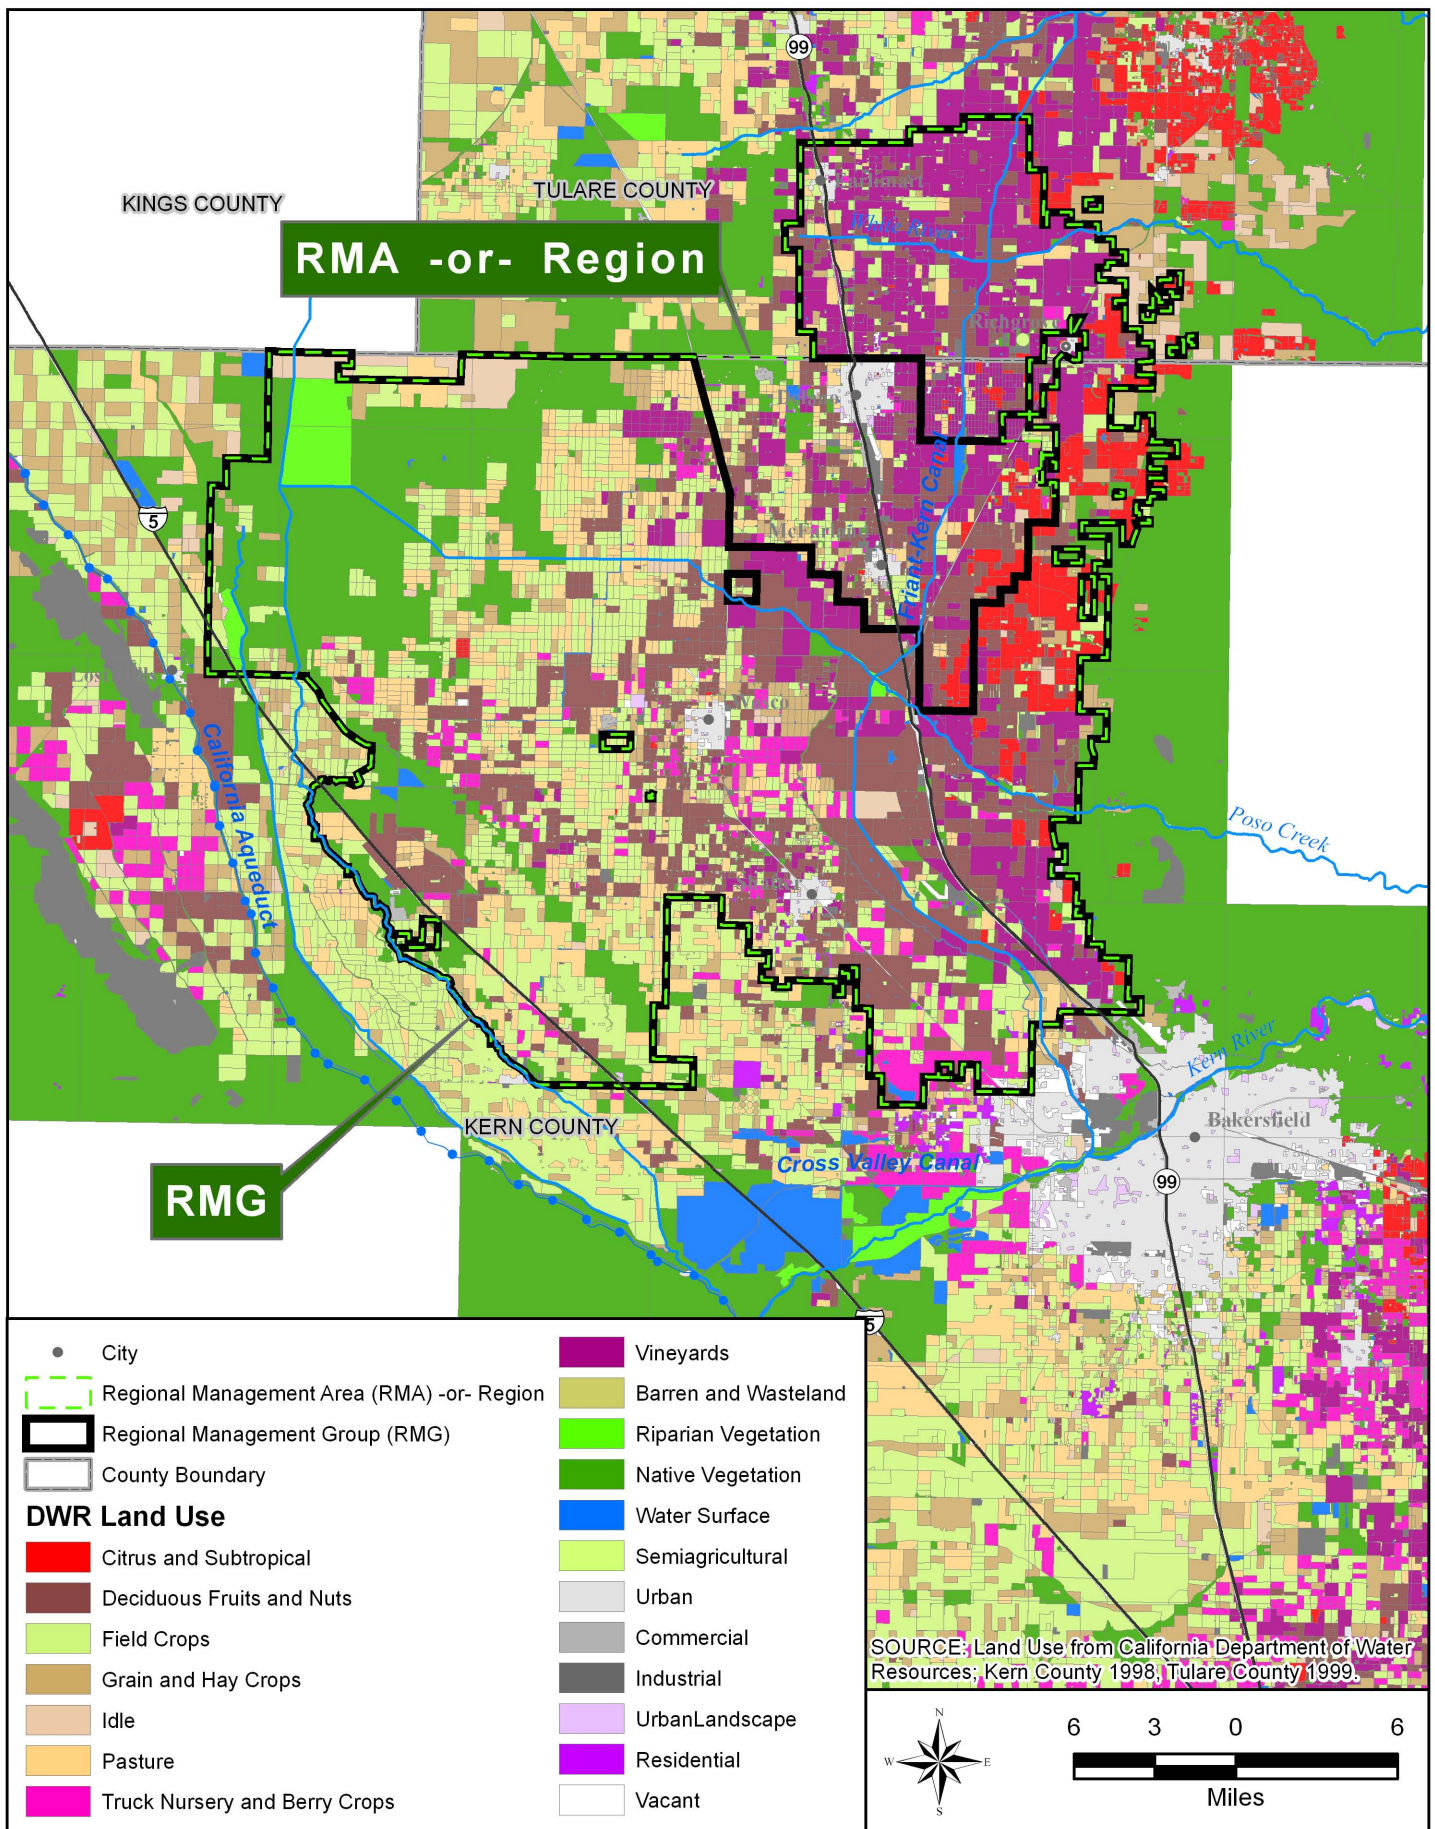 99
KINGS COUNTY
TULARE COUNTY
Earlimart
White River
RMA -or- Region
Richgrove
Delano
5
McFarland
Friant-Kern Canal
Lost Hills
Wasco
California Aqueduct
Poso Creek
Shafter
Kern River
KERN COUNTY
Bakersfield
Cross Valley Canal
99
RMG
5
City
Regional Management Area (RMA) -or- Region
Regional Management Group (RMG)
County Boundary
DWR Land Use
Citrus and Subtropical
Deciduous Fruits and Nuts
Field Crops
Grain and Hay Crops
Idle
Pasture
Truck Nursery and Berry Crops
Vineyards
Barren and Wasteland
Riparian Vegetation
Native Vegetation
Water Surface
Semiagricultural
Urban
Commercial
Industrial
UrbanLandscape
Residential
Vacant
SOURCE: Land Use from California Department of Water
Resources; Kern County 1998, Tulare County 1999.
N
W E
S
6 3 0 6
Miles